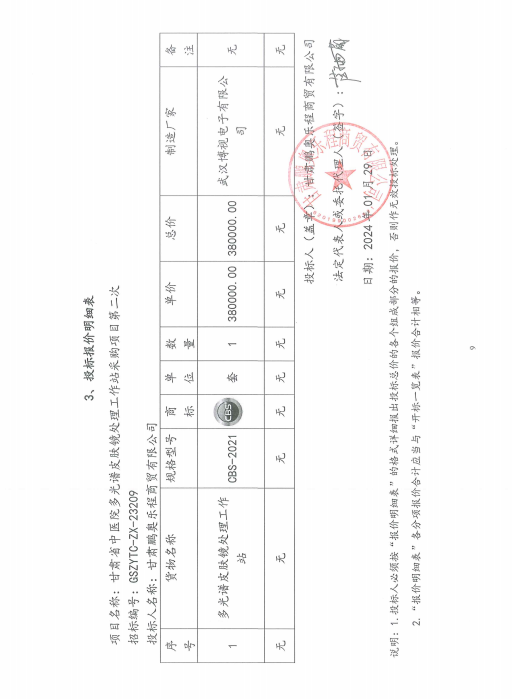 3、投标报价明细表
项目名称：甘肃省中医院多光谱皮肤镜处理工作站采购项目第二次
招标编号：GSZYTC-ZX-23209
投标人名称：甘肃鹏奥乐程商贸有限公司
序号 货物名称 规格型号 商标 单位 数量 单价 总价 制造厂家 备注
1 多光谱皮肤镜处理工作站 CBS-2021 CBS 套 1 380000.00 380000.00 武汉博视电子有限公司 无
无 无 无 无 无 无 无 无 无 无
投标人（盖章）：甘肃鹏奥乐程商贸有限公司
法定代表人或委托代理人（签字）：
日期：2024年01月29日
说明：1.投标人必须按“报价明细表”的格式详细报出投标总价的各个组成部分的报价，否则作无效投标处理。
2.“报价明细表”各分项报价合计应当与“开标一览表”报价合计相等。
9